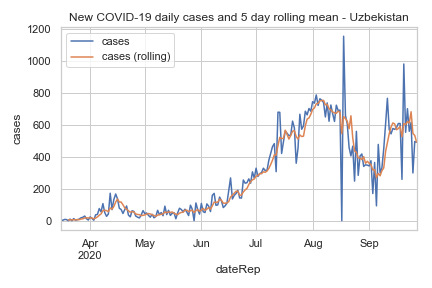 New COVID-19 daily cases and 5 day rolling mean - Uzbekistan
1200
cases
cases (rolling)
1000
800
600
400
200
0
cases
Apr
2020
May
Jun
Jul
Aug
Sep
dateRep